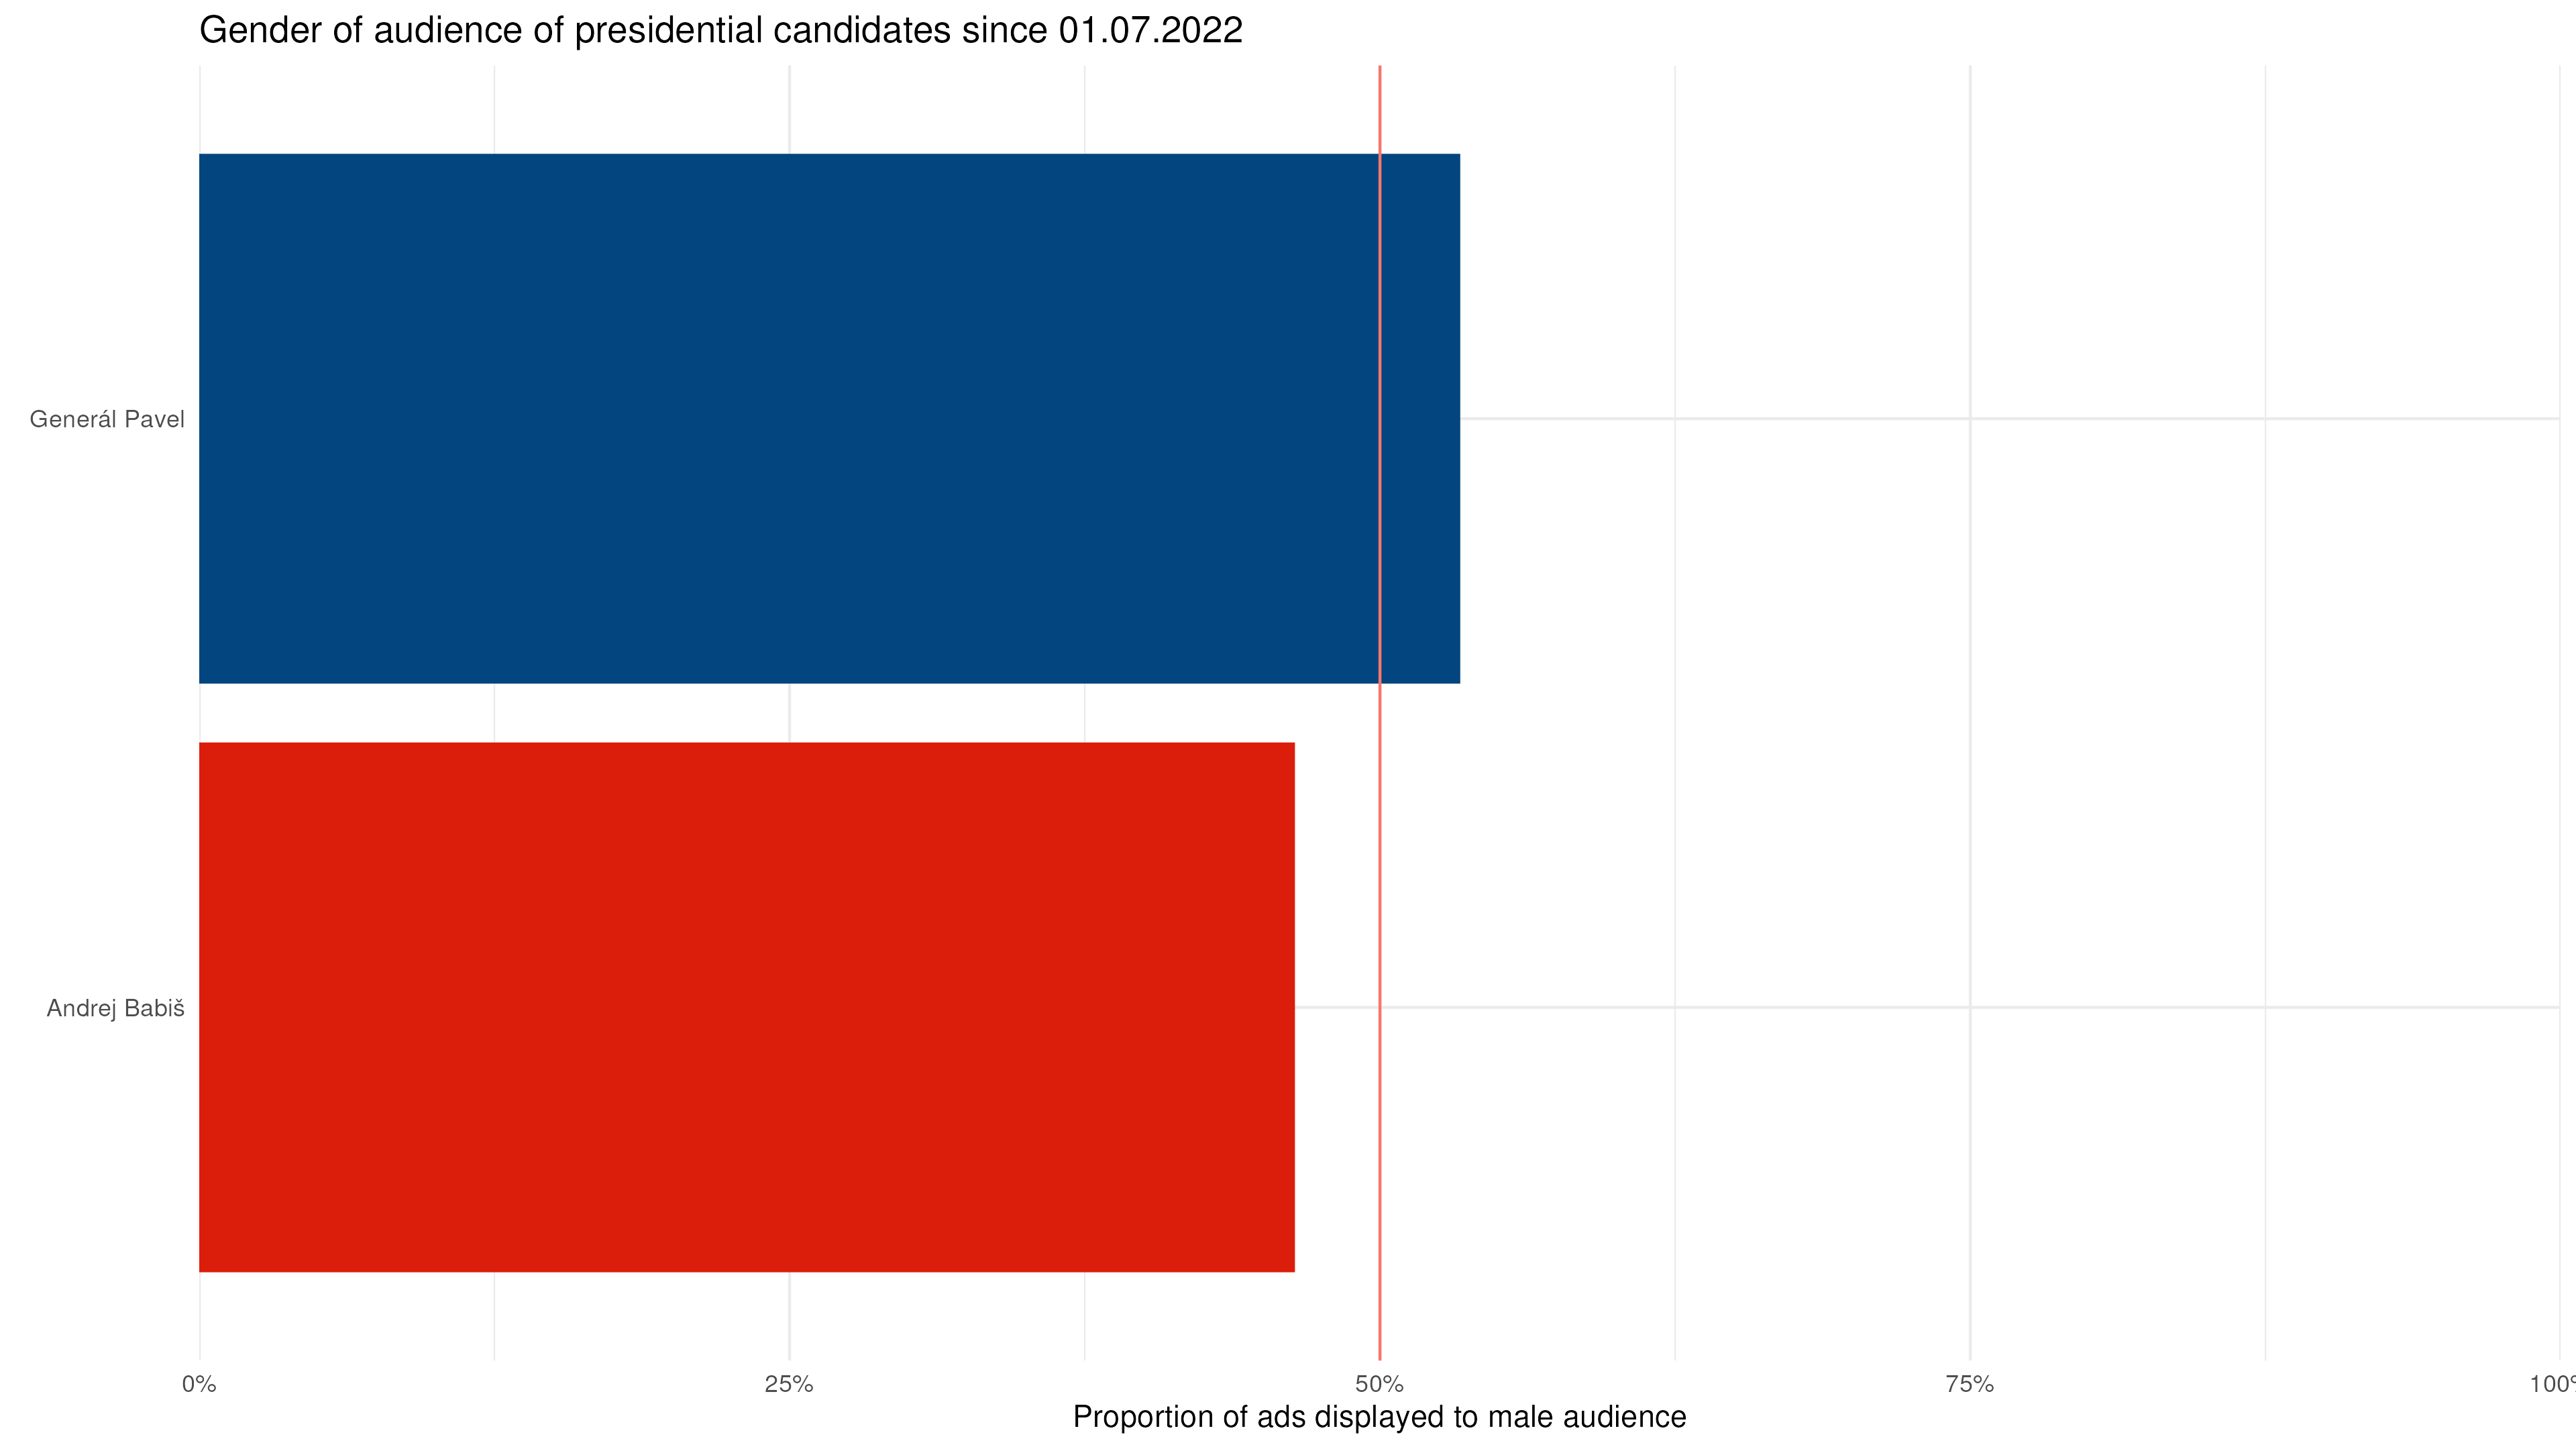 Gender of audience of presidential candidates since 01.07.2022
Generál Pavel
Andrej Babiš
0%
25%
50%
75%
100%
Proportion of ads displayed to male audience